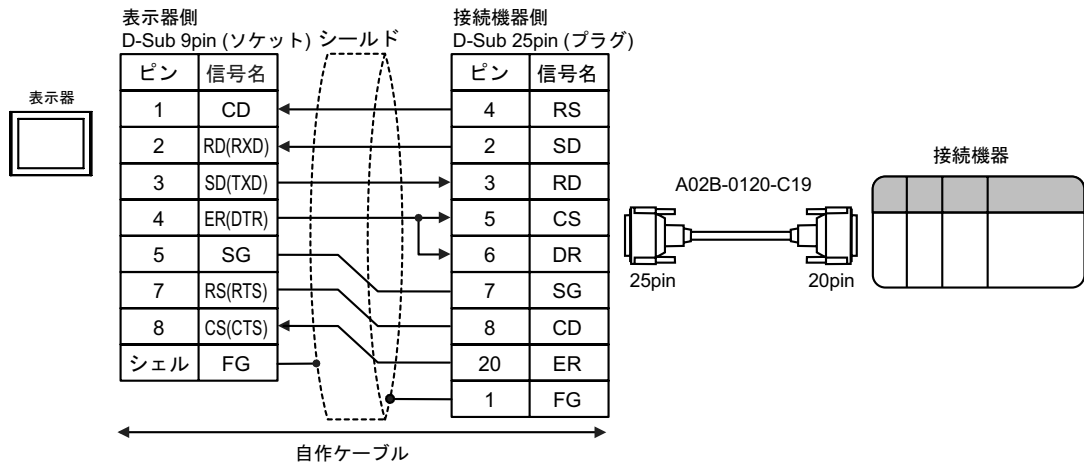 表示器側
D-Sub 9pin (ソケット)
シールド
接続機器側
D-Sub 25pin (プラグ)
ピン 信号名
1 CD
2 RD(RXD)
3 SD(TXD)
4 ER(DTR)
5 SG
7 RS(RTS)
8 CS(CTS)
シェル FG
ピン 信号名
4 RS
2 SD
3 RD
5 CS
6 DR
7 SG
8 CD
20 ER
1 FG
表示器
自作ケーブル
A02B-0120-C19
25pin
20pin
接続機器